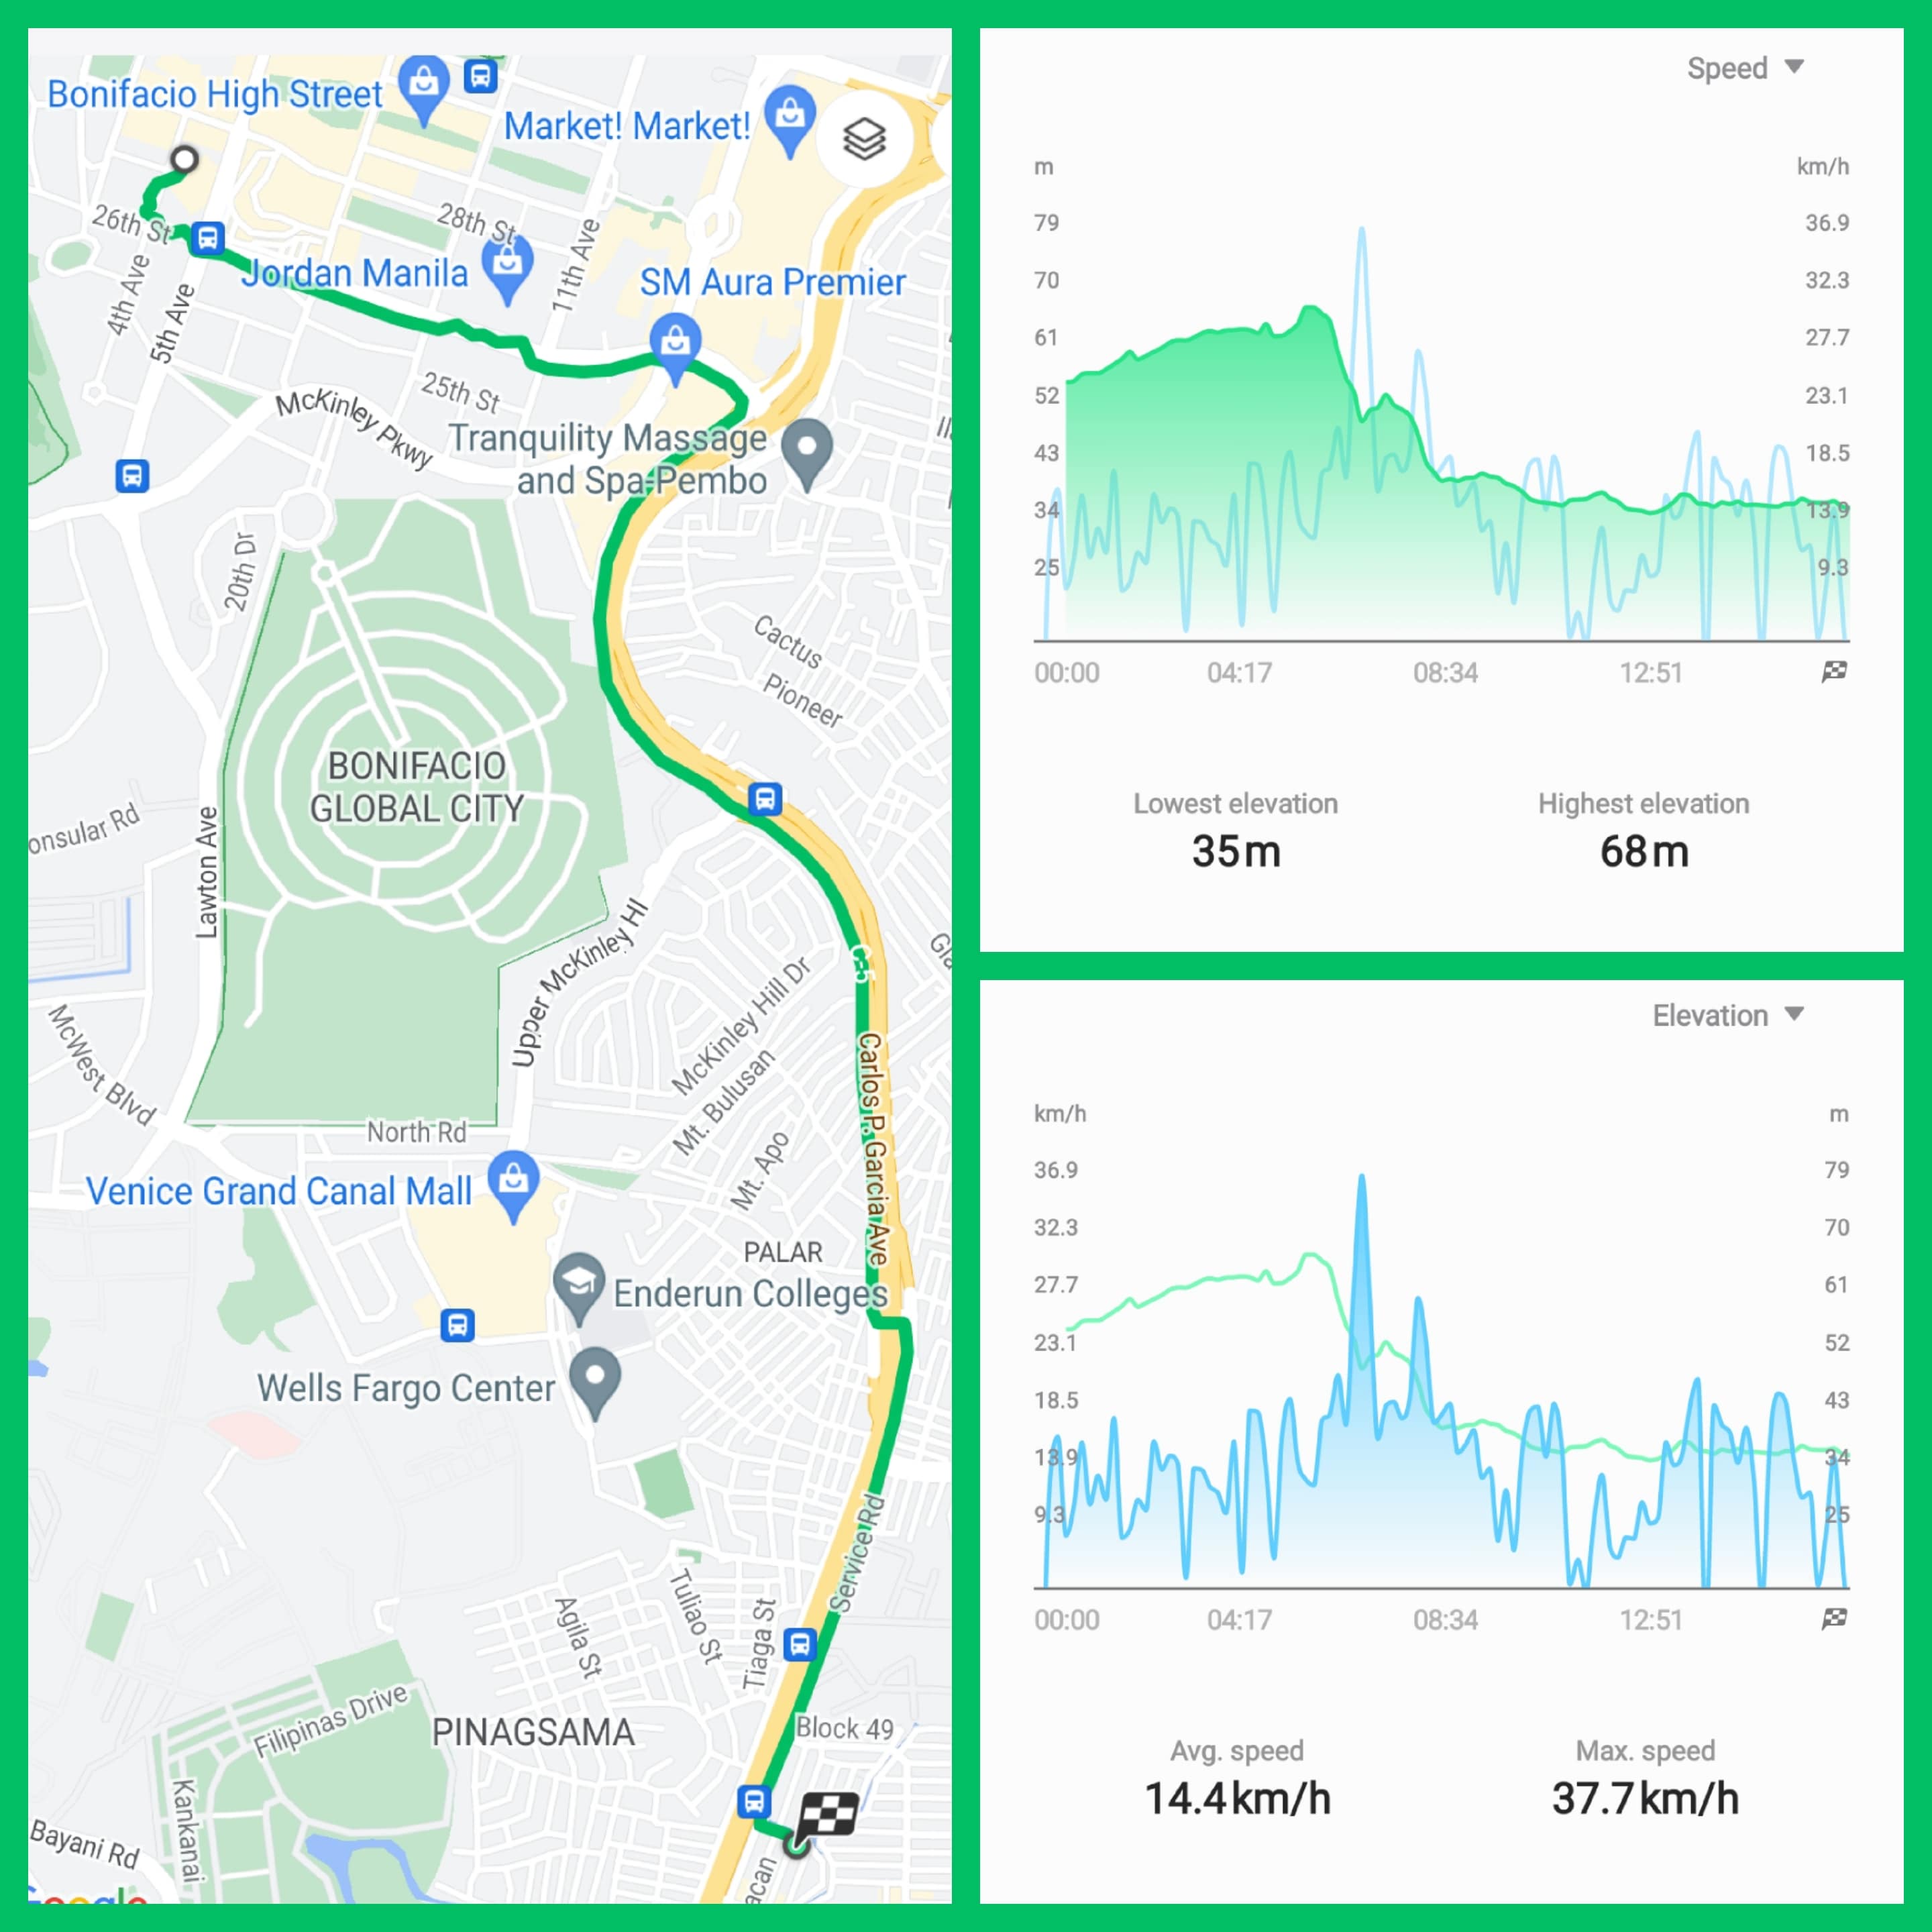 Bonifacio High Street
Market! Market!
26th St
28th St
Jordan Manila
11th Ave
SM Aura Premier
4th Ave
5th Ave
25th St
McKinley Pkwy
Tranquility Massage
and Spa-Pembo
20th Dr
Cactus
Pioneer
BONIFACIO
GLOBAL CITY
onsular Rd
Lawton Ave
Upper McKinley Hl
C-5
McKinley Hill Dr
McWest Blvd
Mt. Bulusan
Carlos P. Garcia Ave
North Rd
Mt. Apo
Venice Grand Canal Mall
PALAR
Enderun Colleges
Wells Fargo Center
Service Rd
Agila St
Tuliao St
Tiaga St
Filipinas Drive
PINAGSAMA
Block 49
Kankanai
Bayani Rd
acan
Google
Speed
m km/h
79 36.9
70 32.3
61 27.7
52 23.1
43 18.5
34 13.9
25 9.3
00:00 04:17 08:34 12:51
Lowest elevation Highest elevation
35m 68m
Elevation
km/h m
36.9 79
32.3 70
27.7 61
23.1 52
18.5 43
13.9 34
9.3 25
00:00 04:17 08:34 12:51
Avg. speed Max. speed
14.4km/h 37.7km/h